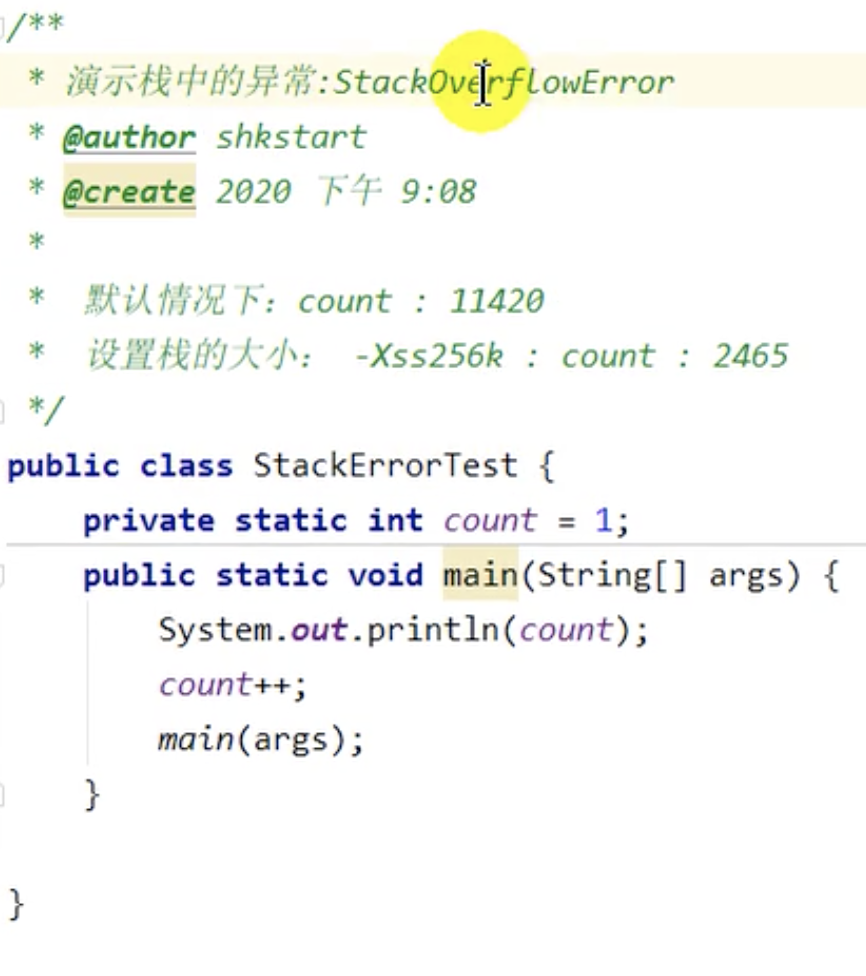 /**
* 演示栈中的异常:StackOverflowError
* @author shkstart
* @create 2020 下午 9:08
*
* 默认情况下：count : 11420
* 设置栈的大小： -Xss256k : count : 2465
*/
public class StackErrorTest {
private static int count = 1;
public static void main(String[] args) {
System.out.println(count);
count++;
main(args);
}
}